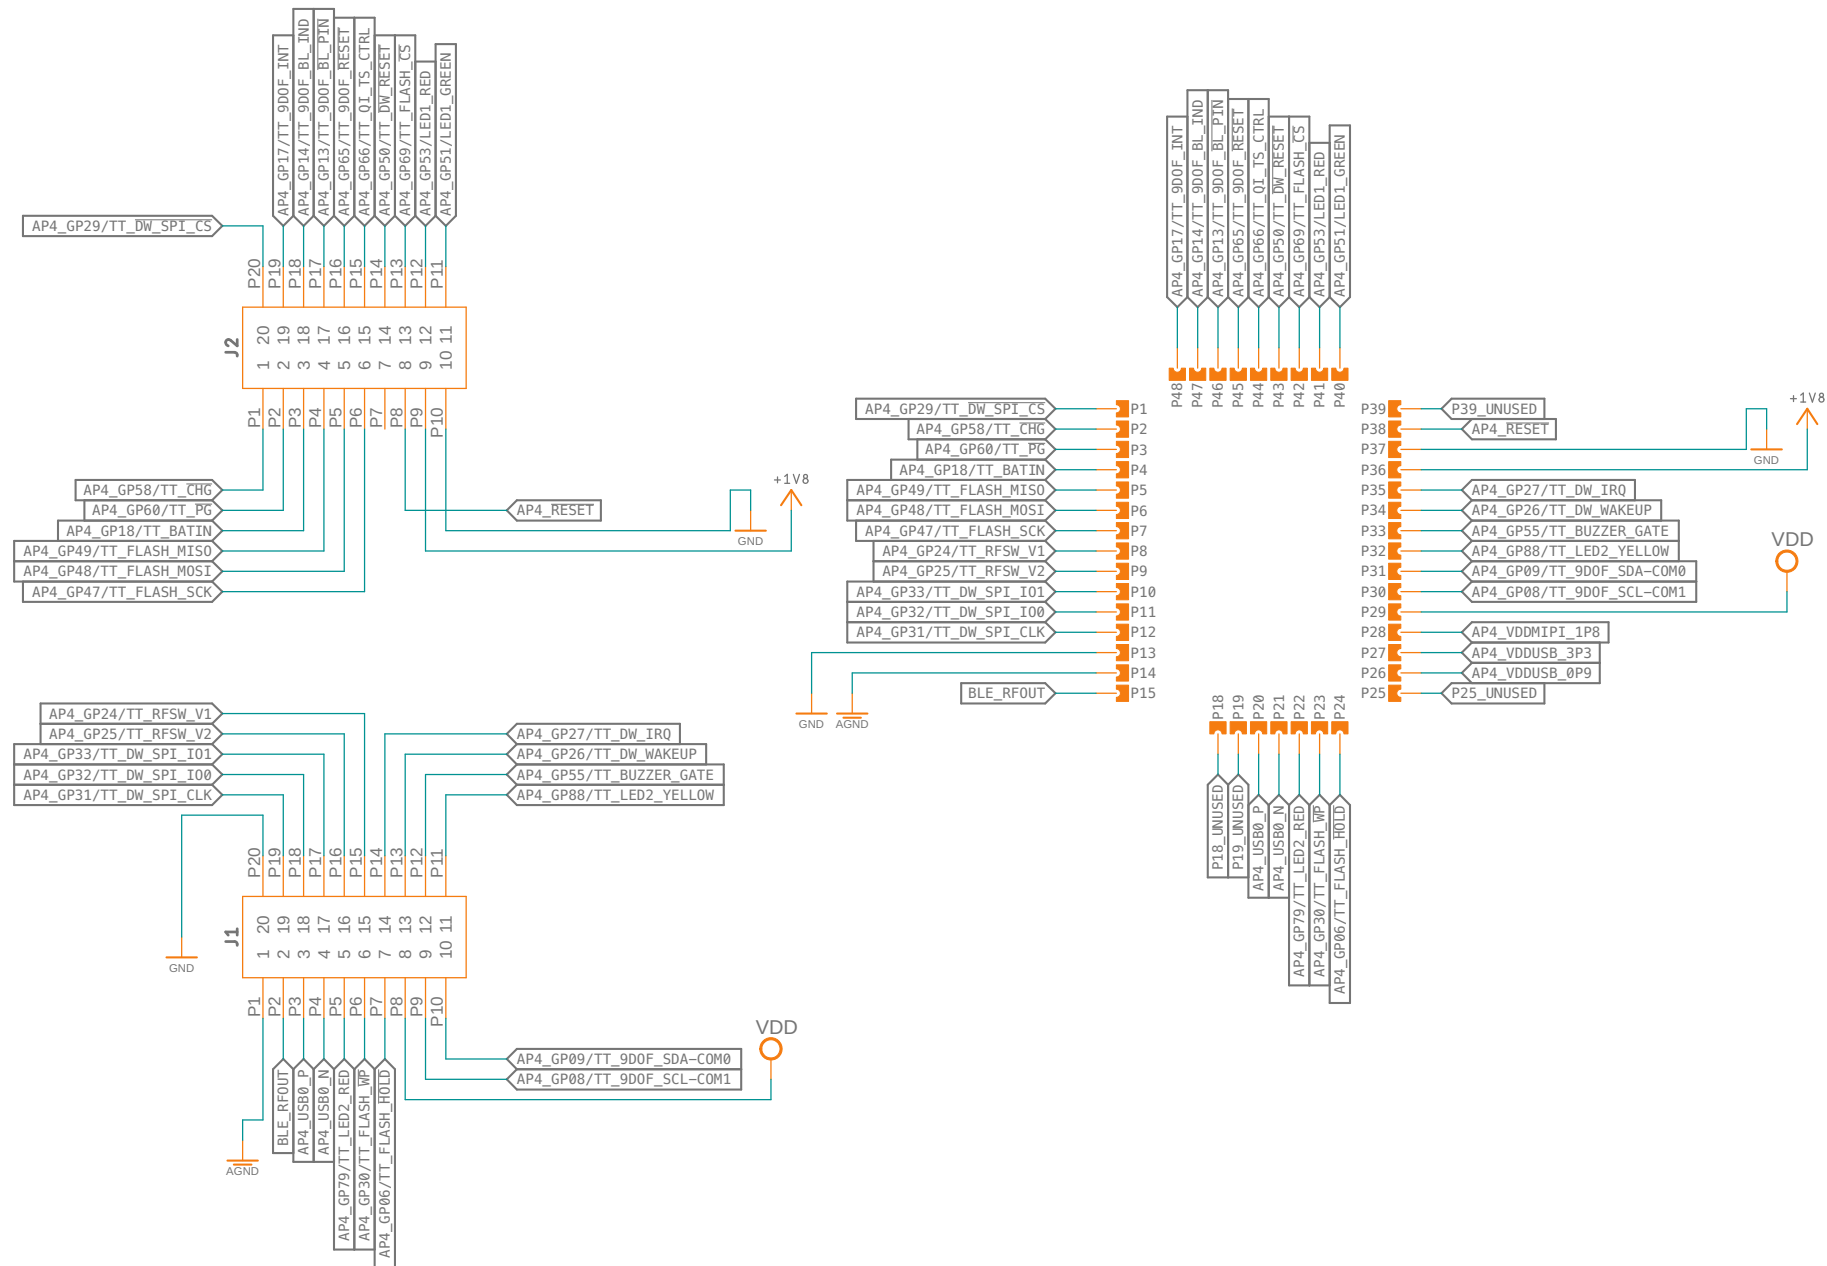 AP4_GP17/TT_9DOF_INT
AP4_GP14/TT_9DOF_BL_IND
AP4_GP13/TT_9DOF_BL_PIN
AP4_GP65/TT_9DOF_RESET
AP4_GP66/TT_QI_TS_CTRL
AP4_GP50/TT_DW_RESET
AP4_GP69/TT_FLASH_CS
AP4_GP53/LED1_RED
AP4_GP51/LED1_GREEN
AP4_GP29/TT_DW_SPI_CS
P20 P19 P18 P17 P16 P15 P14 P13 P12 P11
J2
20 19 18 17 16 15 14 13 12 11
1 2 3 4 5 6 7 8 9 10
P1 P2 P3 P4 P5 P6 P7 P8 P9 P10
AP4_GP58/TT_CHG
AP4_GP60/TT_PG
AP4_GP18/TT_BATIN
AP4_GP49/TT_FLASH_MISO
AP4_GP48/TT_FLASH_MOSI
AP4_GP47/TT_FLASH_SCK
+1V8
AP4_RESET
GND
AP4_GP24/TT_RFSW_V1
AP4_GP25/TT_RFSW_V2
AP4_GP33/TT_DW_SPI_IO1
AP4_GP32/TT_DW_SPI_IO0
AP4_GP31/TT_DW_SPI_CLK
AP4_GP27/TT_DW_IRQ
AP4_GP26/TT_DW_WAKEUP
AP4_GP55/TT_BUZZER_GATE
AP4_GP88/TT_LED2_YELLOW
P20 P19 P18 P17 P16 P15 P14 P13 P12 P11
J1
20 19 18 17 16 15 14 13 12 11
1 2 3 4 5 6 7 8 9 10
GND
P1 P2 P3 P4 P5 P6 P7 P8 P9 P10
VDD
AP4_GP09/TT_9DOF_SDA-COM0
AP4_GP08/TT_9DOF_SCL-COM1
AGND
BLE_RFOUT
AP4_USB0_P
AP4_USB0_N
AP4_GP79/TT_LED2_RED
AP4_GP30/TT_FLASH_WP
AP4_GP06/TT_FLASH_HOLD
AP4_GP17/TT_9DOF_INT
AP4_GP14/TT_9DOF_BL_IND
AP4_GP13/TT_9DOF_BL_PIN
AP4_GP65/TT_9DOF_RESET
AP4_GP66/TT_QI_TS_CTRL
AP4_GP50/TT_DW_RESET
AP4_GP69/TT_FLASH_CS
AP4_GP53/LED1_RED
AP4_GP51/LED1_GREEN
P48 P47 P46 P45 P44 P43 P42 P41 P40
AP4_GP29/TT_DW_SPI_CS P1
AP4_GP58/TT_CHG P2
AP4_GP60/TT_PG P3
AP4_GP18/TT_BATIN P4
AP4_GP49/TT_FLASH_MISO P5
AP4_GP48/TT_FLASH_MOSI P6
AP4_GP47/TT_FLASH_SCK P7
AP4_GP24/TT_RFSW_V1 P8
AP4_GP25/TT_RFSW_V2 P9
AP4_GP33/TT_DW_SPI_IO1 P10
AP4_GP32/TT_DW_SPI_IO0 P11
AP4_GP31/TT_DW_SPI_CLK P12
P13
P14
BLE_RFOUT P15
GND
AGND
P39 P39_UNUSED
P38 AP4_RESET
P37
P36
P35 AP4_GP27/TT_DW_IRQ
P34 AP4_GP26/TT_DW_WAKEUP
P33 AP4_GP55/TT_BUZZER_GATE
P32 AP4_GP88/TT_LED2_YELLOW
P31 AP4_GP09/TT_9DOF_SDA-COM0
P30 AP4_GP08/TT_9DOF_SCL-COM1
P29
P28 AP4_VDDMIPI_1P8
P27 AP4_VDDUSB_3P3
P26 AP4_VDDUSB_0P9
P25 P25_UNUSED
+1V8
GND
VDD
P18 P19 P20 P21 P22 P23 P24
P18_UNUSED
P19_UNUSED
AP4_USB0_P
AP4_USB0_N
AP4_GP79/TT_LED2_RED
AP4_GP30/TT_FLASH_WP
AP4_GP06/TT_FLASH_HOLD